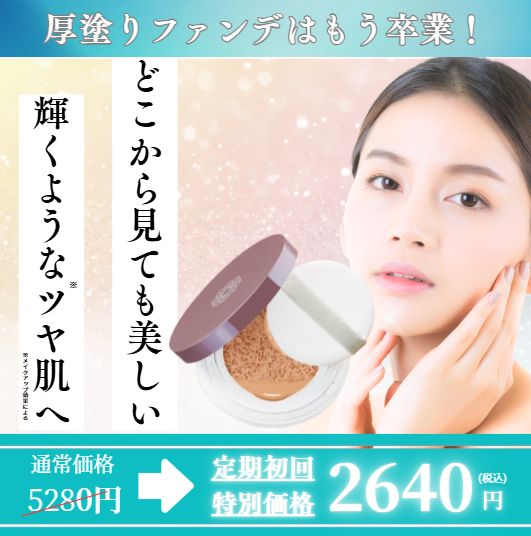 厚塗りファンデはもう卒業！
どこから見ても美しい
輝くようなツヤ肌へ
※
※メイクアップ効果による
通常価格
5280円
定期初回
特別価格
2640
(税込)
円